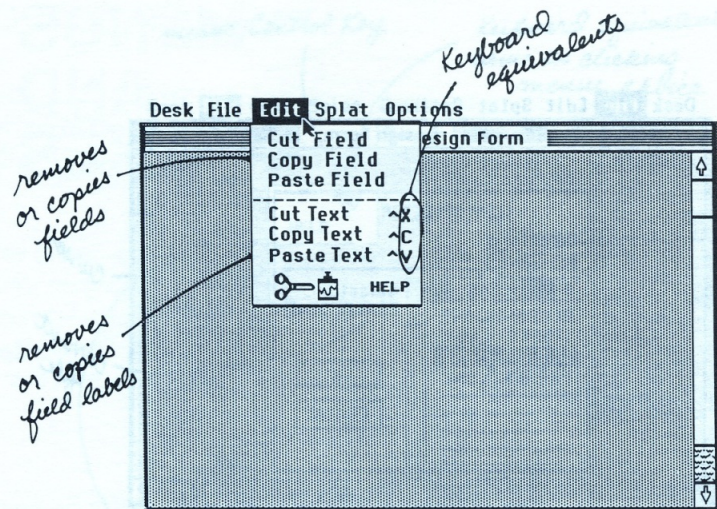 Keyboard
equivalents
Desk File Edit Splat Options
esign Form
Cut Field
Copy Field
Paste Field
Cut Text ^X
Copy Text ^C
Paste Text ^V
HELP
removes
or copies
fields
removes
or copies
field labels